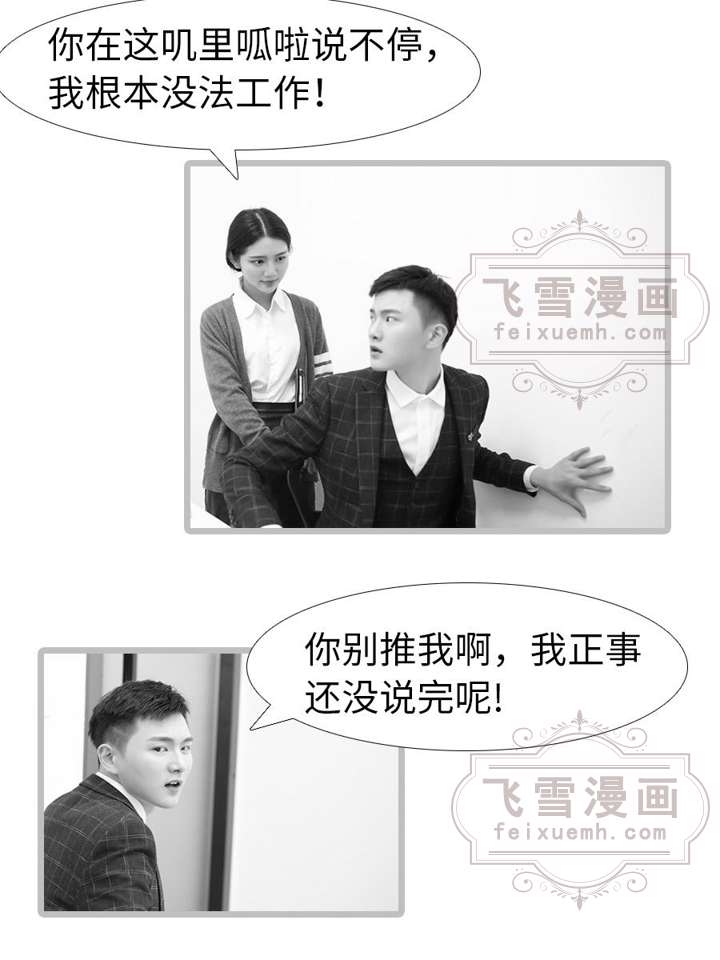 你在这叽里呱啦说不停，
我根本没法工作！
飞雪漫画
feixuemh.com
你别推我啊，我正事
还没说完呢！
飞雪漫画
feixuemh.com